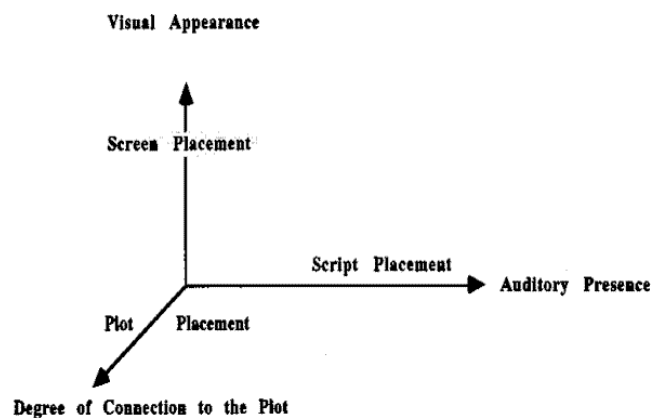 Visual Appearance
Screen Placement
Script Placement
Auditory Presence
Plot Placement
Degree of Connection to the Plot